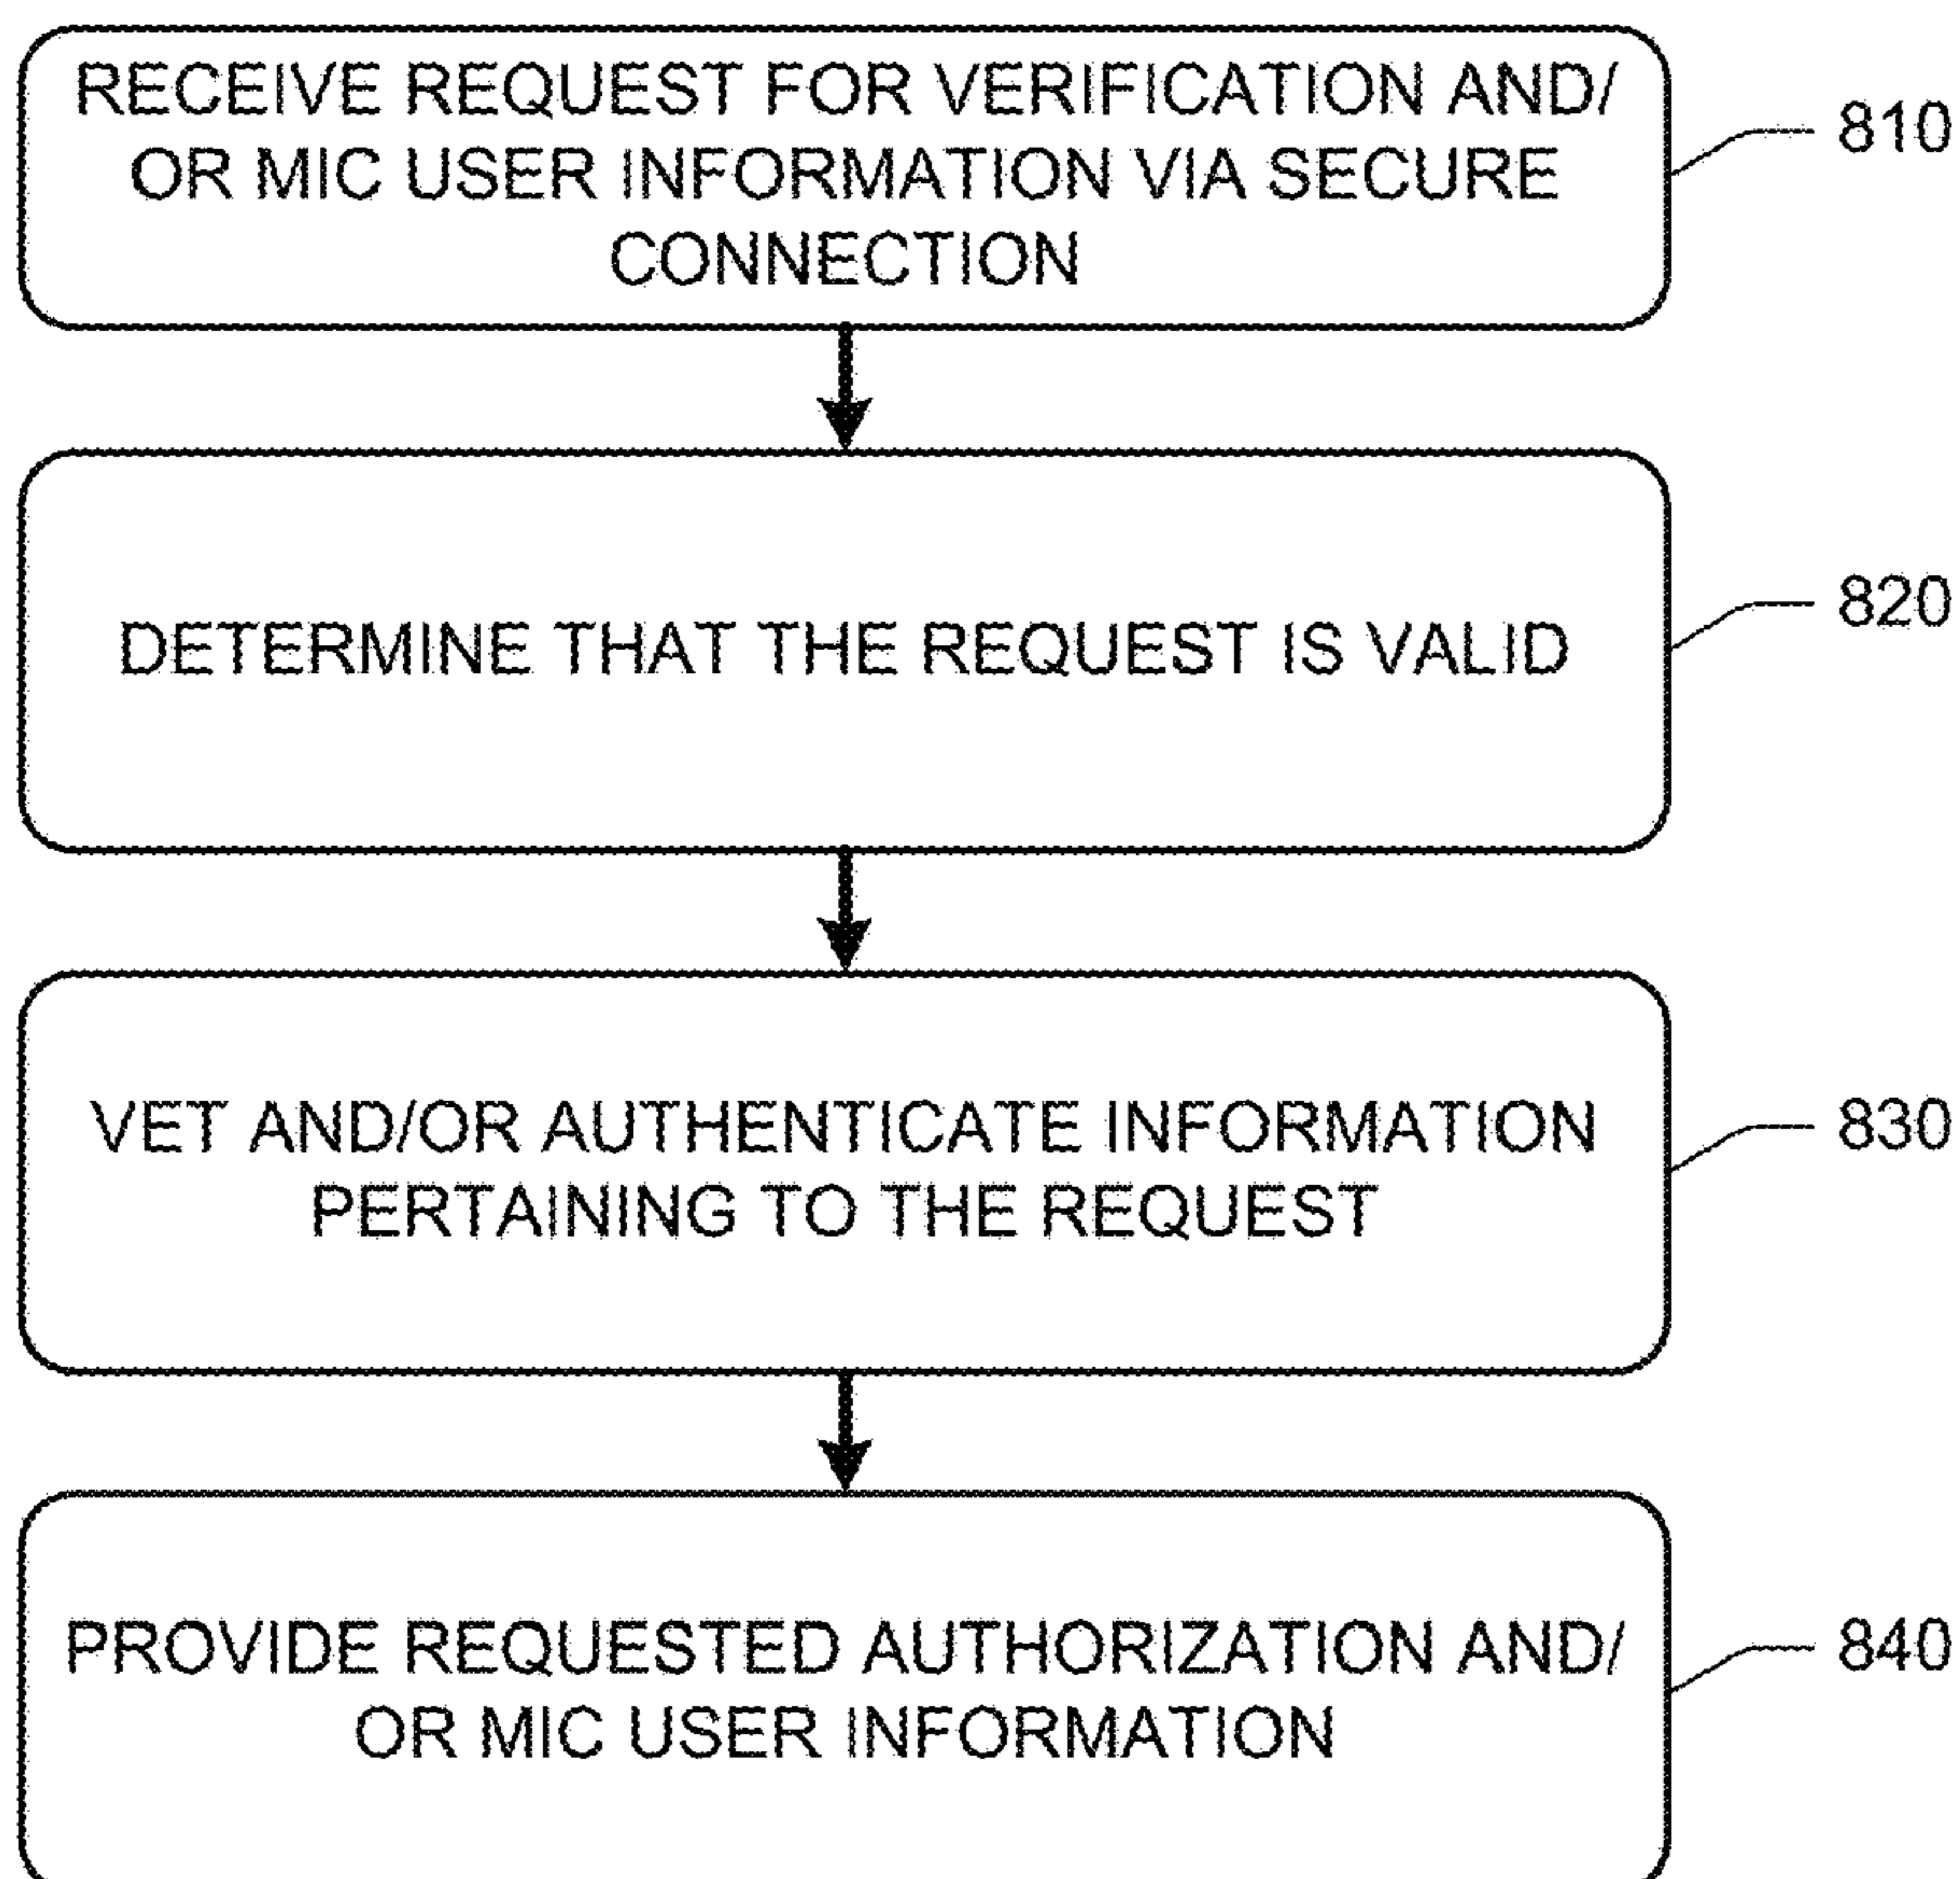 RECEIVE REQUEST FOR VERIFICATION AND/
OR MIC USER INFORMATION VIA SECURE
CONNECTION
810
DETERMINE THAT THE REQUEST IS VALID
820
VET AND/OR AUTHENTICATE INFORMATION
PERTAINING TO THE REQUEST
830
PROVIDE REQUESTED AUTHORIZATION AND/
OR MIC USER INFORMATION
840